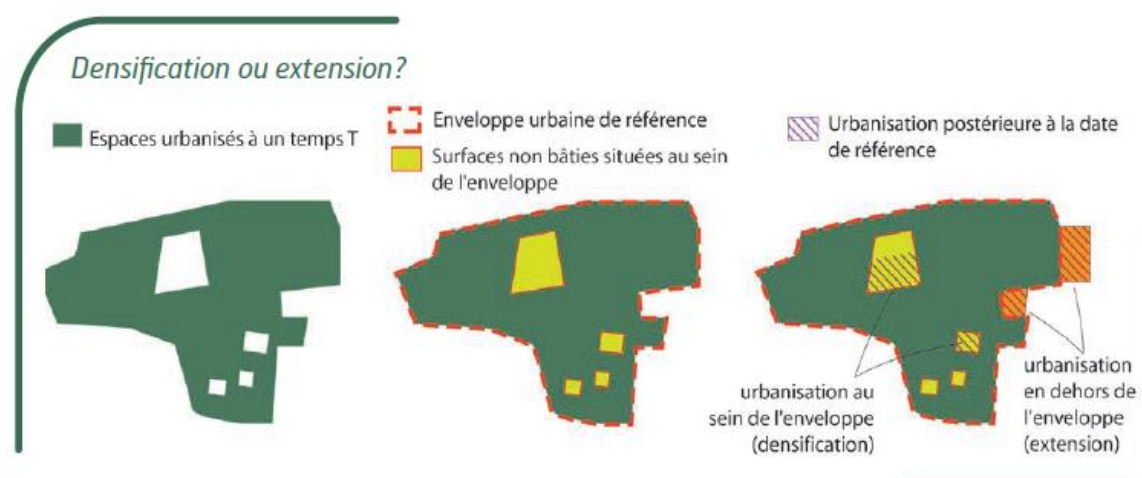 Densification ou extension?
Espaces urbanisés à un temps T
Enveloppe urbaine de référence
Surfaces non bâties situées au sein
de l'enveloppe
Urbanisation postérieure à la date
de référence
urbanisation au
sein de l'enveloppe
(densification)
urbanisation
en dehors de
l'enveloppe
(extension)